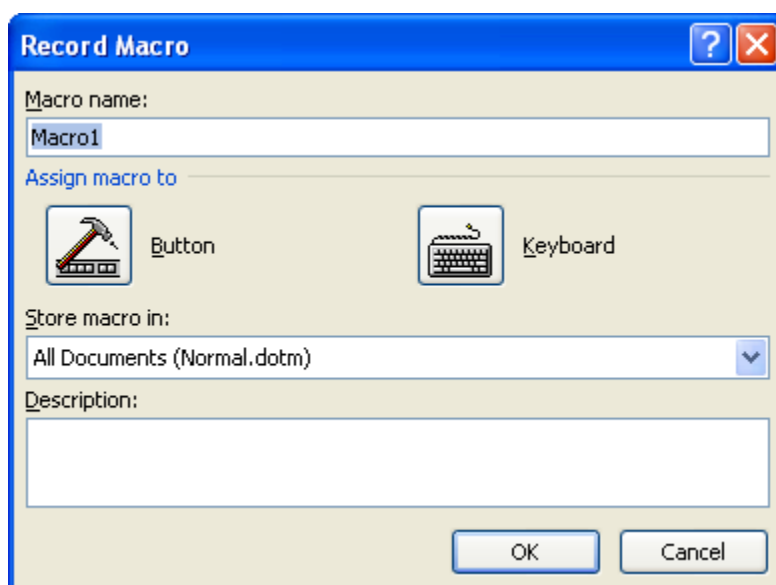 Record Macro
Macro name:
Macro1
Assign macro to
Button Keyboard
Store macro in:
All Documents (Normal.dotm)
Description:
OK Cancel